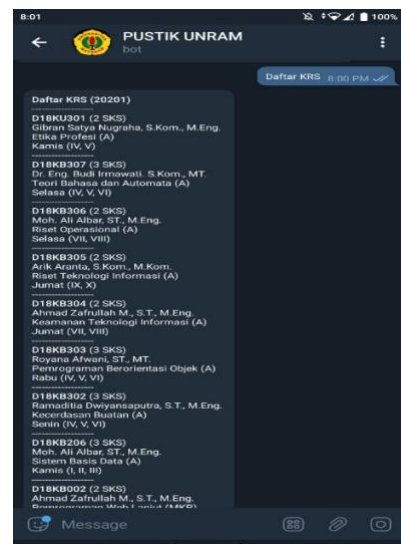 8:01
100%
PUSTIK UNRAM
bot
Daftar KRS 8:00 PM
Daftar KRS (20201)
--------------------
D18KU301 (2 SKS)
Gibran Satya Nugraha, S.Kom., M.Eng.
Etika Profesi (A)
Kamis (IV, V)
--------------------
D18KB307 (3 SKS)
Dr. Eng. Budi Irmawati. S.Kom., MT.
Teori Bahasa dan Automata (A)
Selasa (IV, V, VI)
--------------------
D18KB306 (2 SKS)
Moh. Ali Albar, ST., M.Eng.
Riset Operasional (A)
Selasa (VII, VIII)
--------------------
D18KB305 (2 SKS)
Arik Aranta, S.Kom., M.Kom.
Riset Teknologi Informasi (A)
Jumat (IX, X)
--------------------
D18KB304 (2 SKS)
Ahmad Zafrullah M., S.T., M.Eng.
Keamanan Teknologi Informasi (A)
Jumat (VII, VIII)
--------------------
D18KB303 (3 SKS)
Royana Afwani, ST., MT.
Pemrograman Berorientasi Objek (A)
Rabu (IV, V, VI)
--------------------
D18KB302 (3 SKS)
Ramaditia Dwiyansaputra, S.T., M.Eng.
Kecerdasan Buatan (A)
Senin (IV, V, VI)
--------------------
D18KB206 (3 SKS)
Moh. Ali Albar, ST., M.Eng.
Sistem Basis Data (A)
Kamis (I, II, III)
--------------------
D18KB002 (2 SKS)
Ahmad Zafrullah M., S.T., M.Eng.
Pemrograman Web Lanjut (MKP)
Message